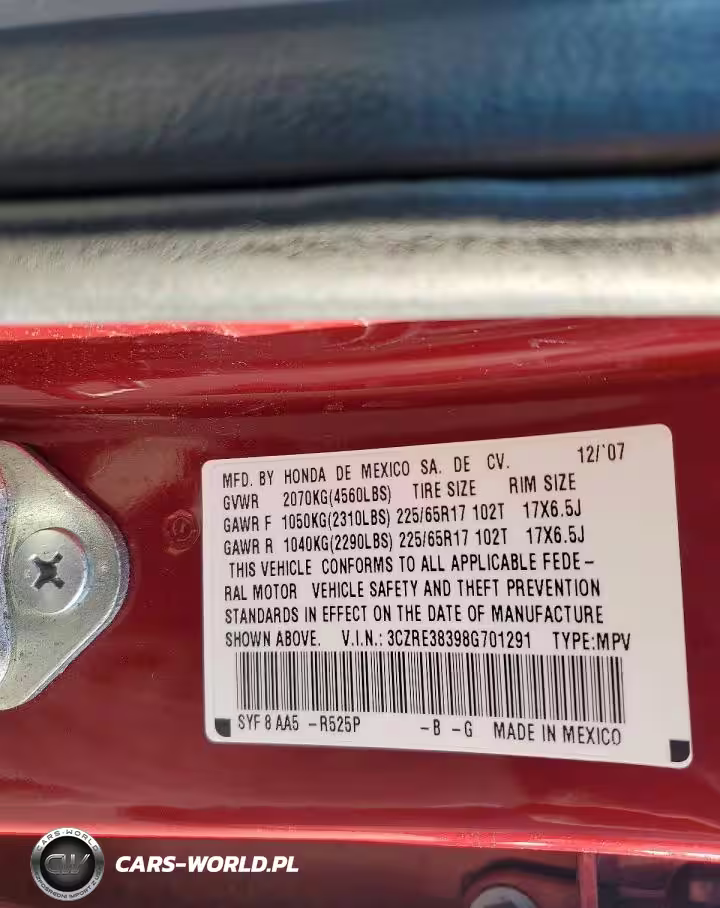 MFD. BY HONDA DE MEXICO SA. DE CV. 12/'07
GVWR 2070KG(4560LBS) TIRE SIZE RIM SIZE
GAWR F 1050KG(2310LBS) 225/65R17 102T 17X6.5J
GAWR R 1040KG(2290LBS) 225/65R17 102T 17X6.5J
THIS VEHICLE CONFORMS TO ALL APPLICABLE FEDE-
RAL MOTOR VEHICLE SAFETY AND THEFT PREVENTION
STANDARDS IN EFFECT ON THE DATE OF MANUFACTURE
SHOWN ABOVE. V.I.N.: 3CZRE38398G701291 TYPE:MPV
SYF 8 AA5 -R525P -B -G MADE IN MEXICO
CARS-WORLD
CW
CARS-WORLD.PL